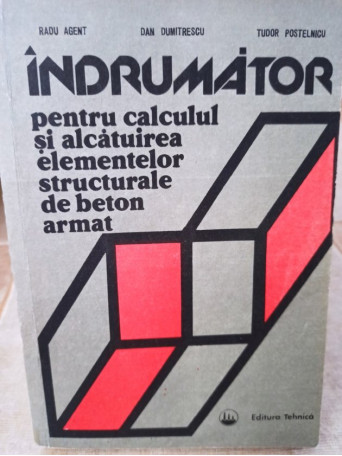 RADU AGENT DAN DUMITRESCU TUDOR POSTELNICU
ÎNDRUMĂTOR
pentru calculul
și alcătuirea
elementelor
structurale
de beton
armat
Editura Tehnică